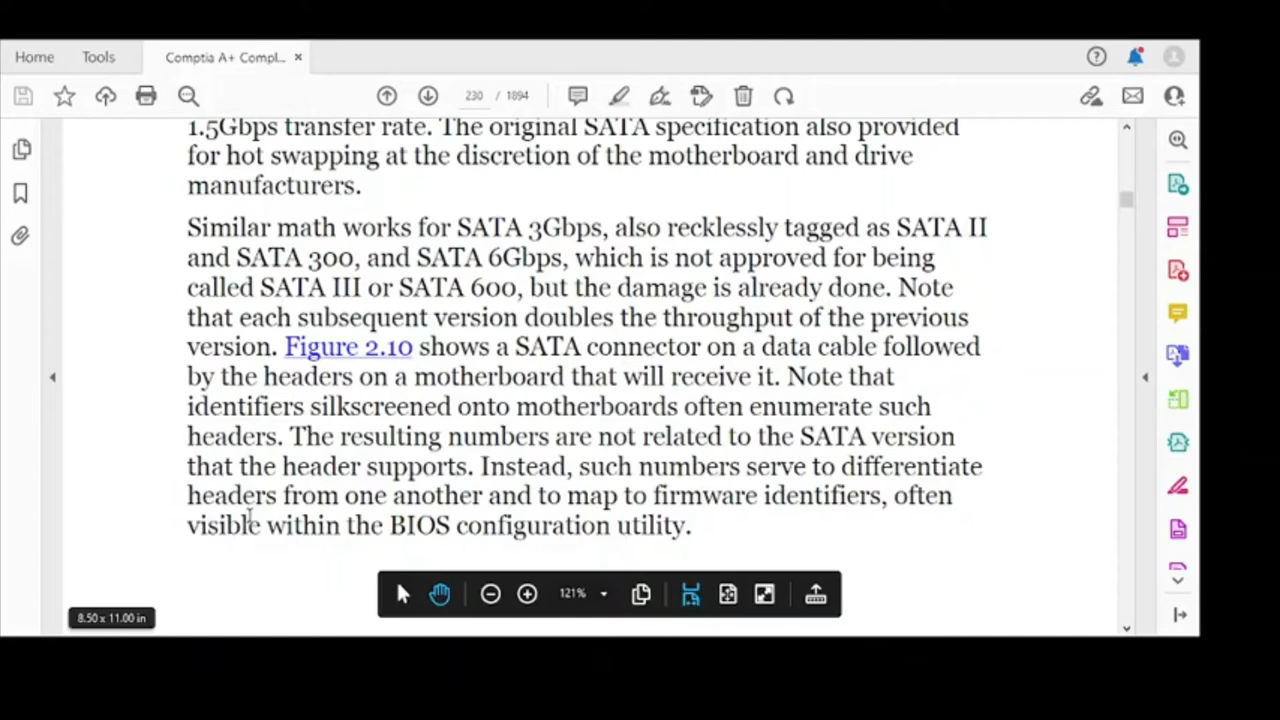 Home Tools Comptia A+ Compl... ×
230 / 1894
1.5Gbps transfer rate. The original SATA specification also provided
for hot swapping at the discretion of the motherboard and drive
manufacturers.
Similar math works for SATA 3Gbps, also recklessly tagged as SATA II
and SATA 300, and SATA 6Gbps, which is not approved for being
called SATA III or SATA 600, but the damage is already done. Note
that each subsequent version doubles the throughput of the previous
version. Figure 2.10 shows a SATA connector on a data cable followed
by the headers on a motherboard that will receive it. Note that
identifiers silkscreened onto motherboards often enumerate such
headers. The resulting numbers are not related to the SATA version
that the header supports. Instead, such numbers serve to differentiate
headers from one another and to map to firmware identifiers, often
visible within the BIOS configuration utility.
121%
8.50 x 11.00 in